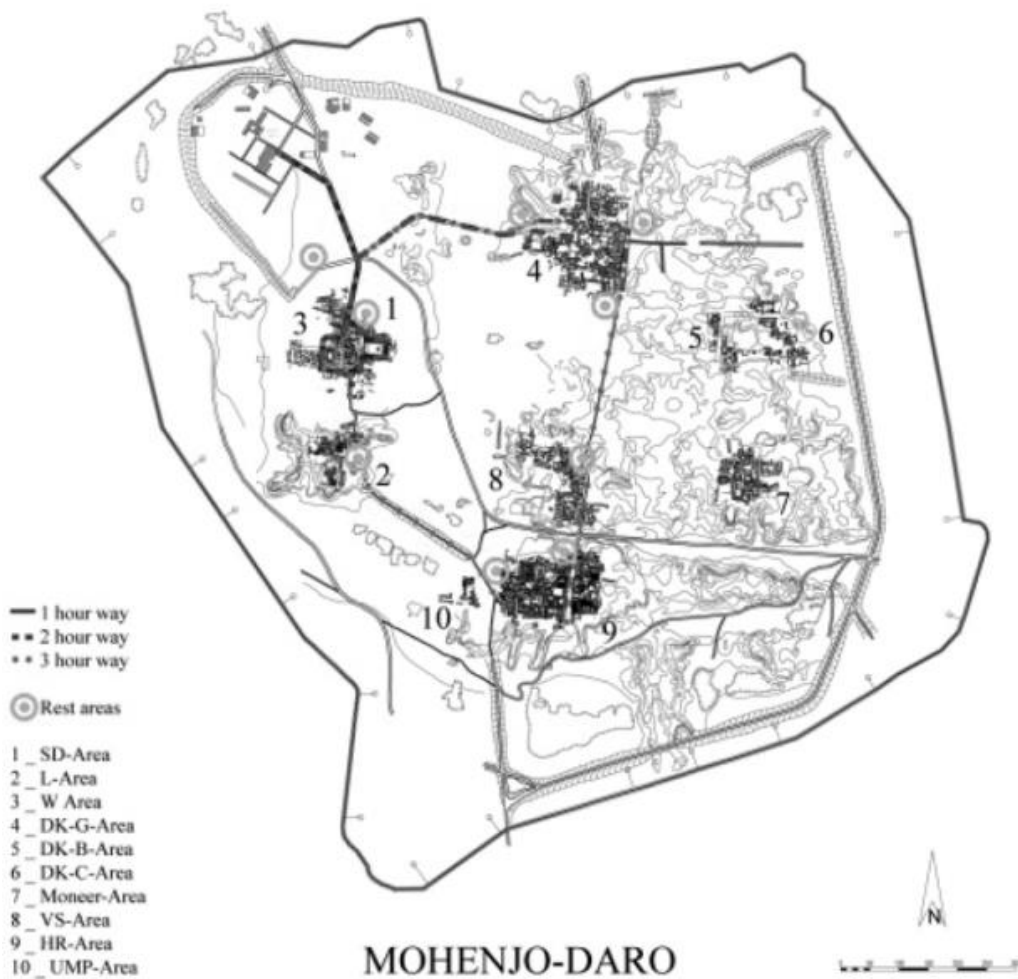 1
3
4
5
6
2
8
7
10
9
1 hour way
2 hour way
3 hour way
Rest areas
1 _ SD-Area
2 _ L-Area
3 _ W Area
4 _ DK-G-Area
5 _ DK-B-Area
6 _ DK-C-Area
7 _ Moneer-Area
8 _ VS-Area
9 _ HR-Area
10 _ UMP-Area
MOHENJO-DARO
N